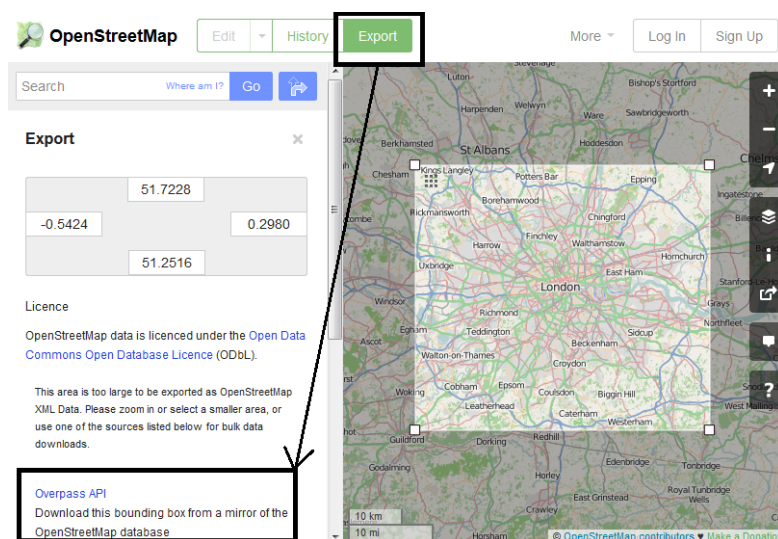 OpenStreetMap
Edit
History
Export
More
Log In
Sign Up
Search
Where am I?
Go
Export
51.7228
-0.5424
0.2980
51.2516
Licence
OpenStreetMap data is licenced under the Open Data
Commons Open Database Licence (ODbL).
This area is too large to be exported as OpenStreetMap
XML Data. Please zoom in or select a smaller area, or
use one of the sources listed below for bulk data
downloads.
Overpass API
Download this bounding box from a mirror of the
OpenStreetMap database
Stevenage
Luton
Bishop's Stortford
Harpenden
Welwyn
Ware
Sawbridgeworth
Berkhamsted
St Albans
Hoddesdon
Chesham
Kings Langley
Potters Bar
Epping
Ingatestone
Borehamwood
Rickmansworth
Chingford
Finchley
Harrow
Walthamstow
Hornchurch
Uxbridge
East Ham
London
Windsor
Grays
Richmond
Egham
Teddington
Sidcup
Northfleet
Ascot
Beckenham
Walton-on-Thames
Croydon
Woking
Cobham
Epsom
Coulsdon
Biggin Hill
Leatherhead
Caterham
West Malling
Westerham
Guildford
Dorking
Redhill
Godalming
Edenbridge
Tonbridge
Horley
Royal Tunbridge
Wells
East Grinstead
Crawley
Horsham
10 km
10 mi
© OpenStreetMap contributors ♥ Make a Donation